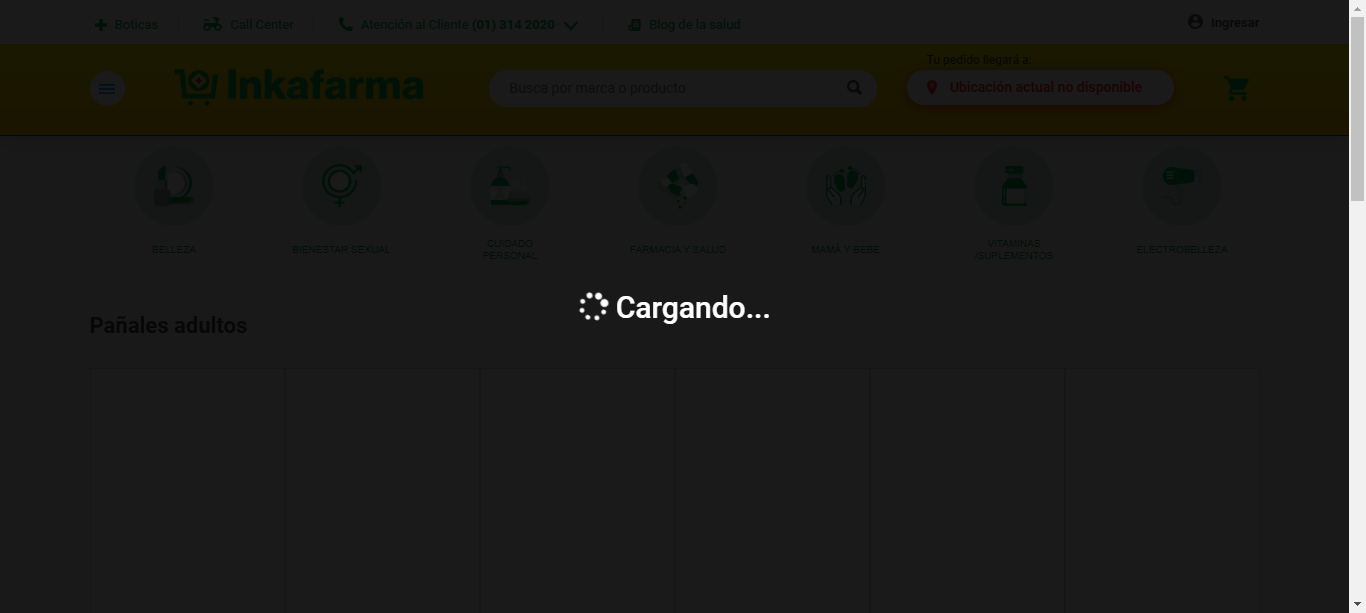 Boticas
Call Center
Atención al Cliente (01) 314 2020
Blog de la salud
Ingresar
Inkafarma
Busca por marca o producto
Tu pedido llegará a:
Ubicación actual no disponible
BELLEZA
BIENESTAR SEXUAL
CUIDADO
PERSONAL
FARMACIA Y SALUD
MAMÁ Y BEBÉ
VITAMINAS
/SUPLEMENTOS
ELECTROBELLEZA
Cargando...
Pañales adultos